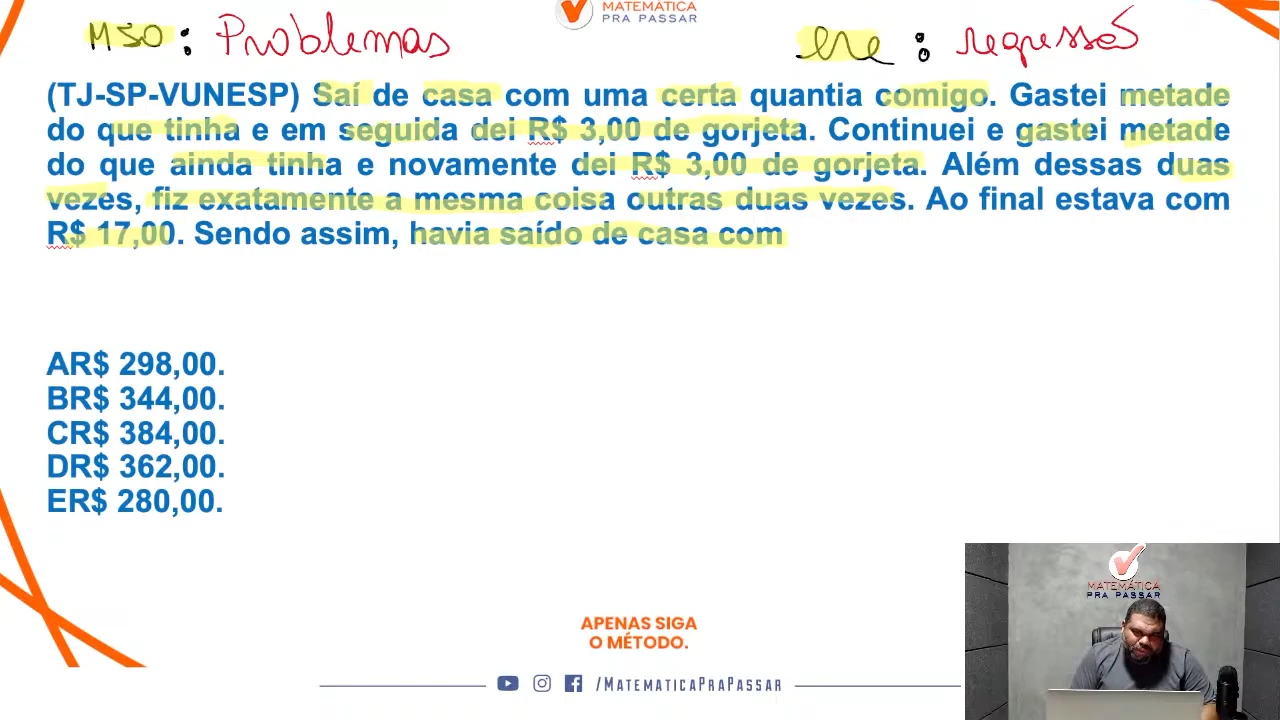 MATEMÁTICA
PRA PASSAR
MSO: Problemas
ere: regressão
(TJ-SP-VUNESP) Saí de casa com uma certa quantia comigo. Gastei metade
do que tinha e em seguida dei R$ 3,00 de gorjeta. Continuei e gastei metade
do que ainda tinha e novamente dei R$ 3,00 de gorjeta. Além dessas duas
vezes, fiz exatamente a mesma coisa outras duas vezes. Ao final estava com
R$ 17,00. Sendo assim, havia saído de casa com
AR$ 298,00.
BR$ 344,00.
CR$ 384,00.
DR$ 362,00.
ER$ 280,00.
MATEMÁTICA
PRA PASSAR
APENAS SIGA
O MÉTODO.
/MATEMATICAPRAPASSAR